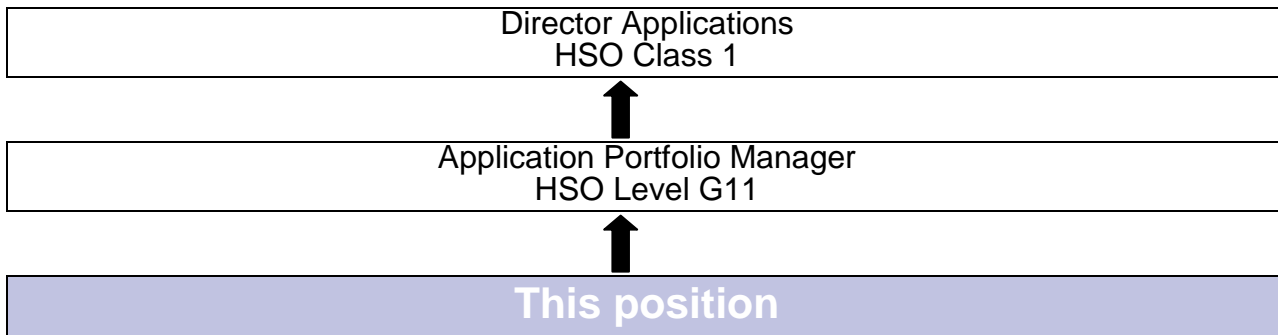 Director Applications
HSO Class 1
Application Portfolio Manager
HSO Level G11
This position